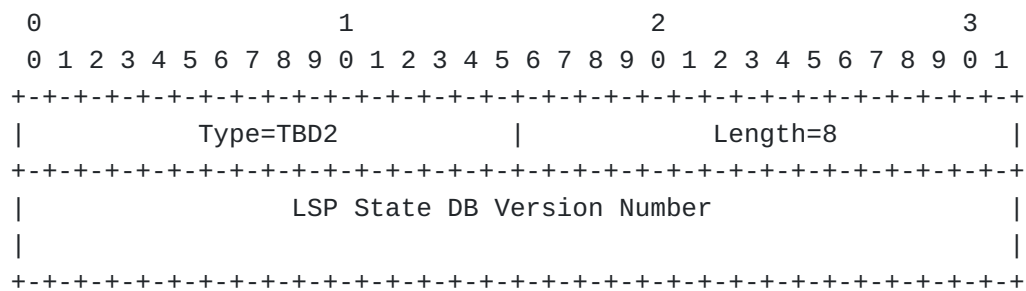 0                   1                   2                   3
 0 1 2 3 4 5 6 7 8 9 0 1 2 3 4 5 6 7 8 9 0 1 2 3 4 5 6 7 8 9 0 1
+-+-+-+-+-+-+-+-+-+-+-+-+-+-+-+-+-+-+-+-+-+-+-+-+-+-+-+-+-+-+-+-+
|           Type=TBD2           |            Length=8           |
+-+-+-+-+-+-+-+-+-+-+-+-+-+-+-+-+-+-+-+-+-+-+-+-+-+-+-+-+-+-+-+-+
|                 LSP State DB Version Number                   |
|                                                               |
+-+-+-+-+-+-+-+-+-+-+-+-+-+-+-+-+-+-+-+-+-+-+-+-+-+-+-+-+-+-+-+-+